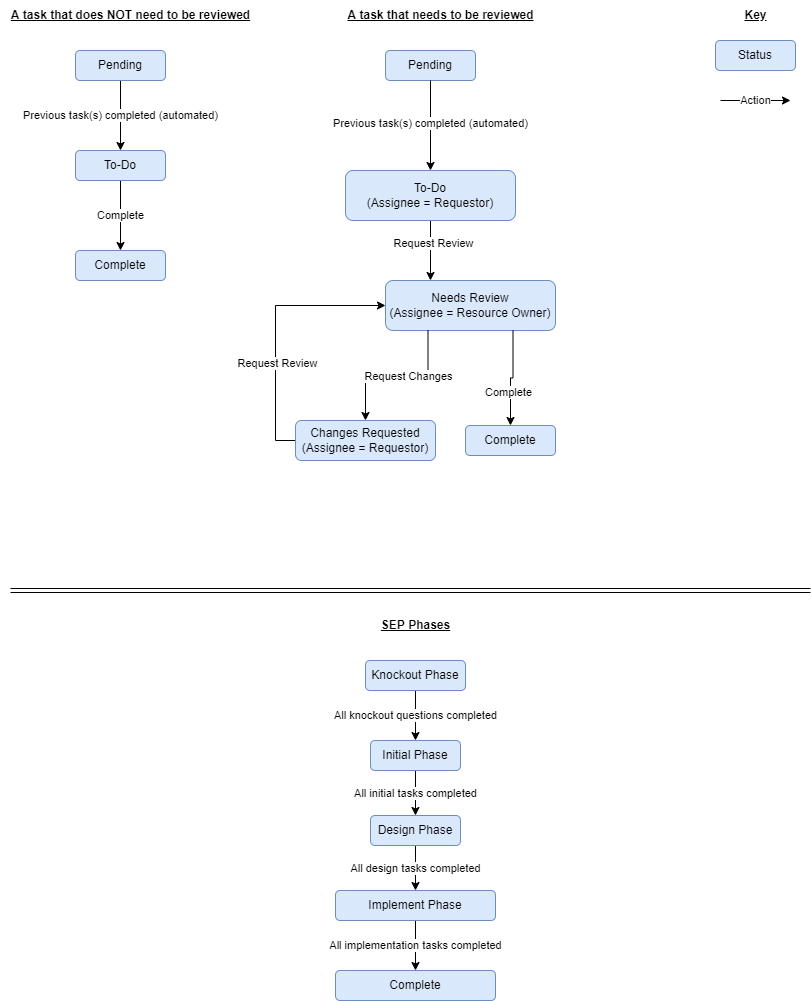 A task that does NOT need to be reviewed
Pending
Previous task(s) completed (automated)
To-Do
Complete
Complete
A task that needs to be reviewed
Pending
Previous task(s) completed (automated)
To-Do
(Assignee = Requestor)
Request Review
Needs Review
(Assignee = Resource Owner)
Request Review
Request Changes
Complete
Changes Requested
(Assignee = Requestor)
Complete
Key
Status
Action
SEP Phases
Knockout Phase
All knockout questions completed
Initial Phase
All initial tasks completed
Design Phase
All design tasks completed
Implement Phase
All implementation tasks completed
Complete